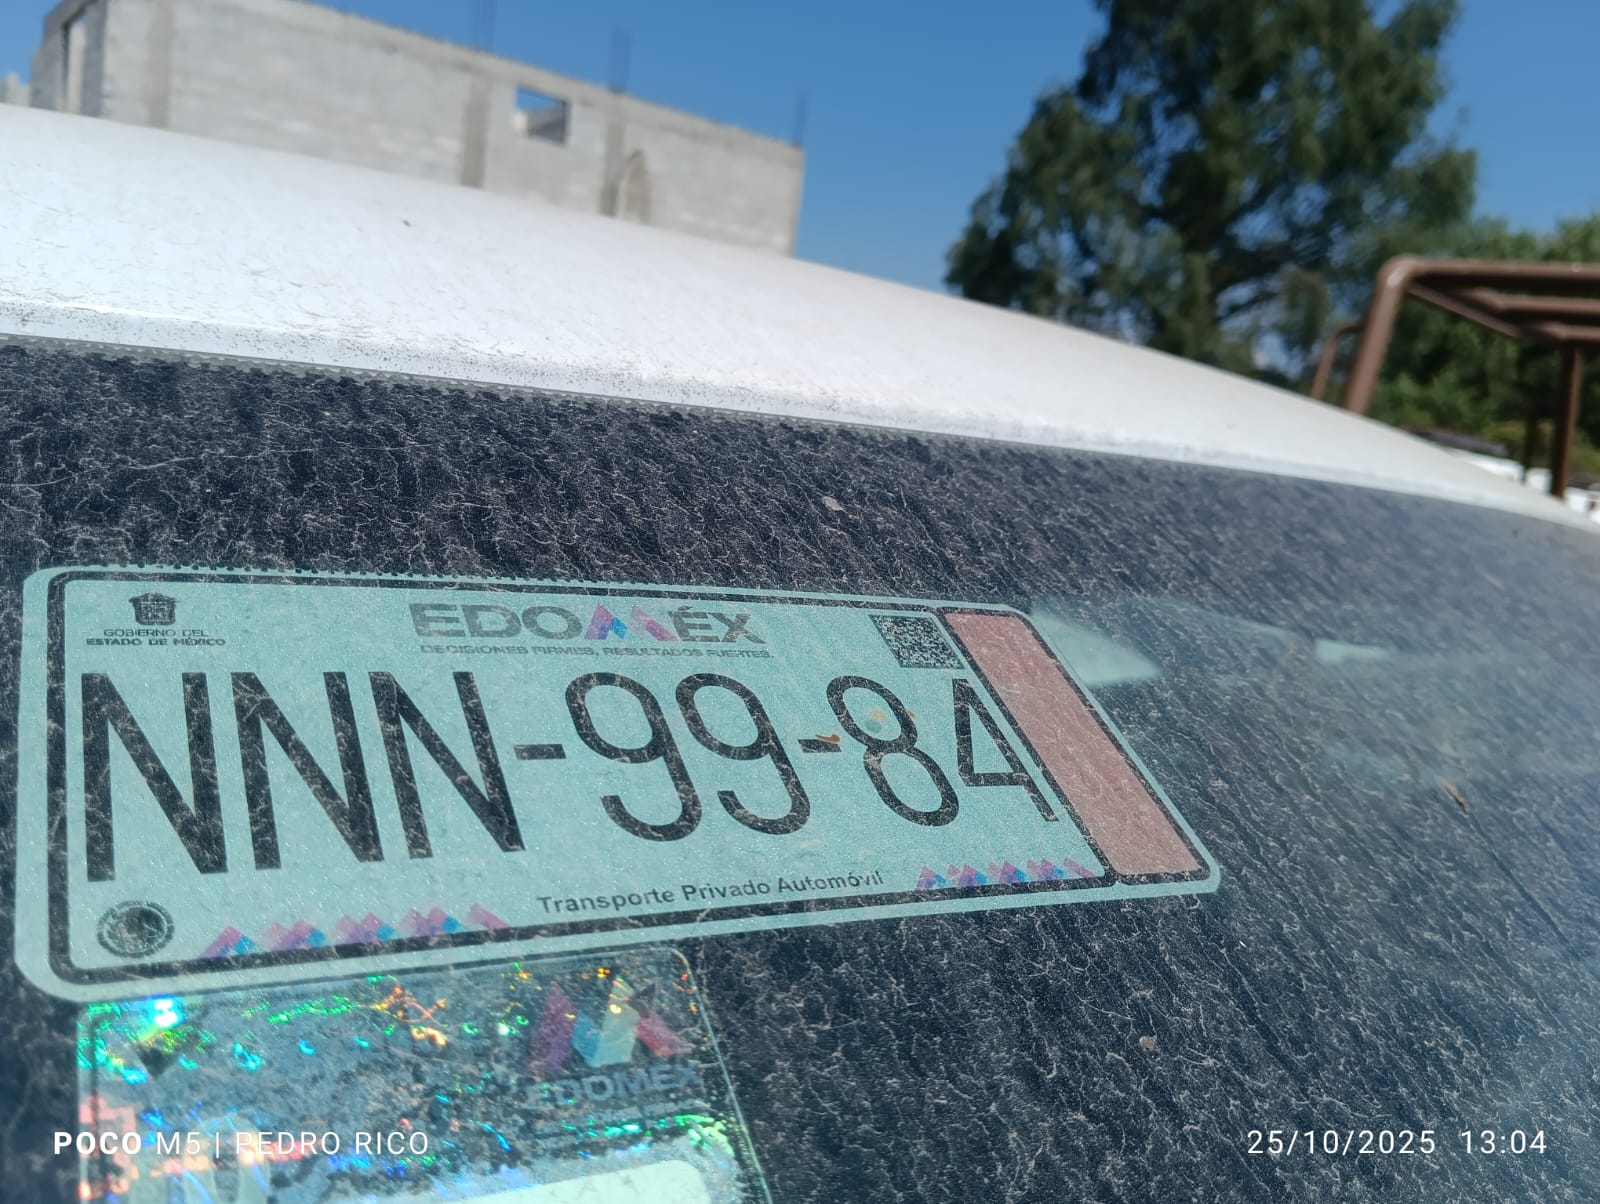 GOBIERNO DEL
ESTADO DE MÉXICO
EDOMÉX
DECISIONES FIRMES, RESULTADOS FUERTES.
NNN-99-84
Transporte Privado Automóvil
EDOMÉX
POCO M5 | PEDRO RICO
25/10/2025 13:04